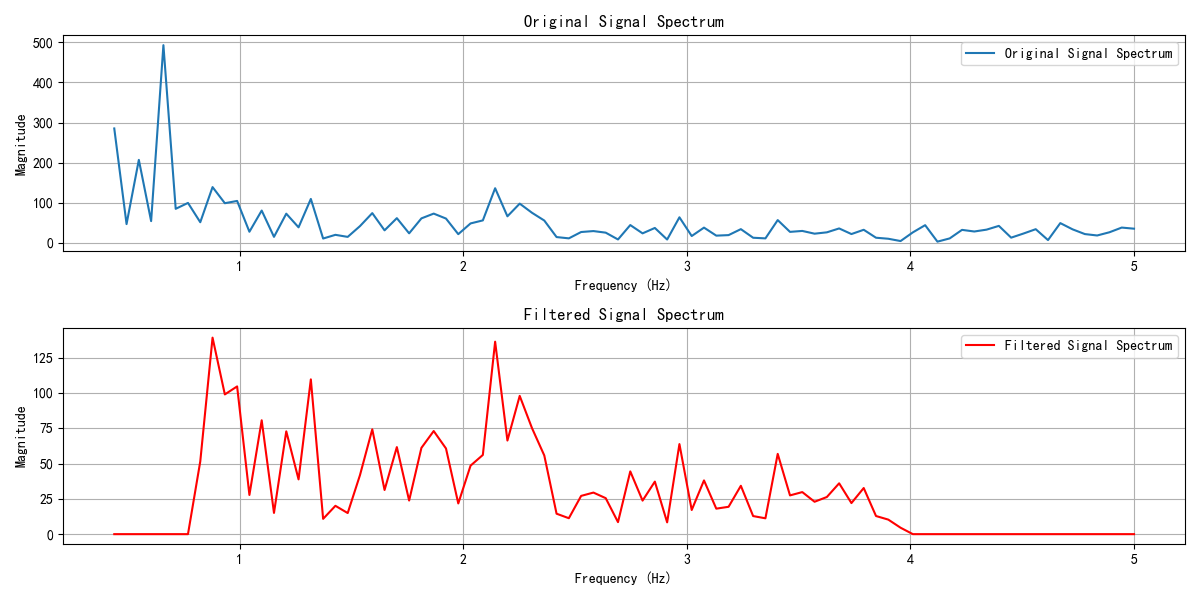 Original Signal Spectrum
Original Signal Spectrum
Magnitude
500
400
300
200
100
0
1 2 3 4 5
Frequency (Hz)
Filtered Signal Spectrum
Filtered Signal Spectrum
Magnitude
125
100
75
50
25
0
1 2 3 4 5
Frequency (Hz)